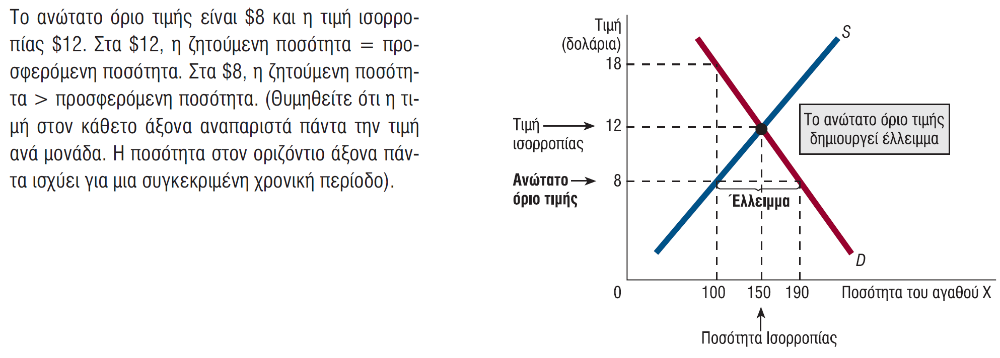 Το ανώτατο όριο τιμής είναι $8 και η τιμή ισορρο-
πίας $12. Στα $12, η ζητούμενη ποσότητα = προ-
σφερόμενη ποσότητα. Στα $8, η ζητούμενη ποσότη-
τα > προσφερόμενη ποσότητα. (Θυμηθείτε ότι η τι-
μή στον κάθετο άξονα αναπαριστά πάντα την τιμή
ανά μονάδα. Η ποσότητα στον οριζόντιο άξονα πάν-
τα ισχύει για μια συγκεκριμένη χρονική περίοδο).
Τιμή
(δολάρια)
S
18
Τιμή
ισορροπίας
12
Το ανώτατο όριο τιμής
δημιουργεί έλλειμμα
Ανώτατο
όριο τιμής
8
Έλλειμμα
D
0
100
150
190
Ποσότητα του αγαθού X
Ποσότητα Ισορροπίας